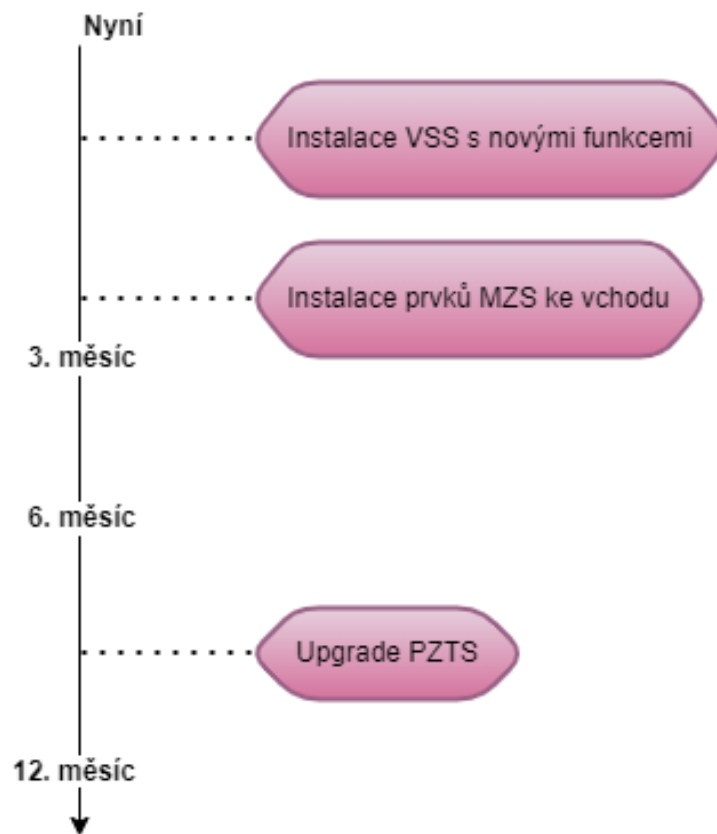 Nyní
Instalace VSS s novými funkcemi
Instalace prvků MZS ke vchodu
3. měsíc
6. měsíc
Upgrade PZTS
12. měsíc